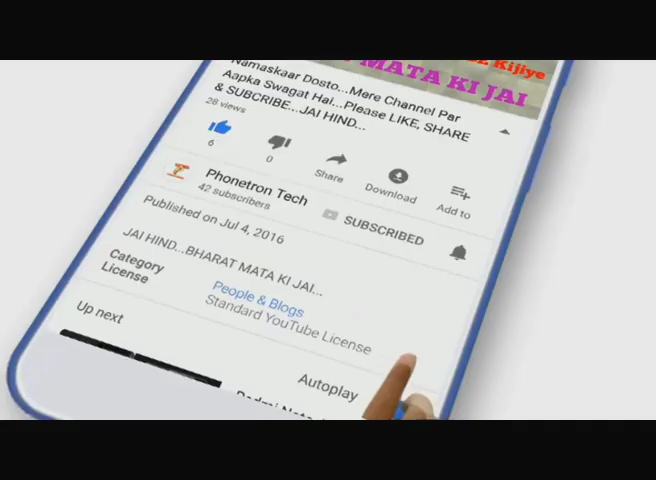 Kijiye
MATA KI JAI
Namaskaar Dosto...Mere Channel Par
Aapka Swagat Hai...Please LIKE, SHARE
& SUBCRIBE...JAI HIND...
28 views
6
0
Share
Download
Add to
Phonetron Tech
42 subscribers
SUBSCRIBED
Published on Jul 4, 2016
JAI HIND...BHARAT MATA KI JAI...
Category
People & Blogs
License
Standard YouTube License
Up next
Autoplay